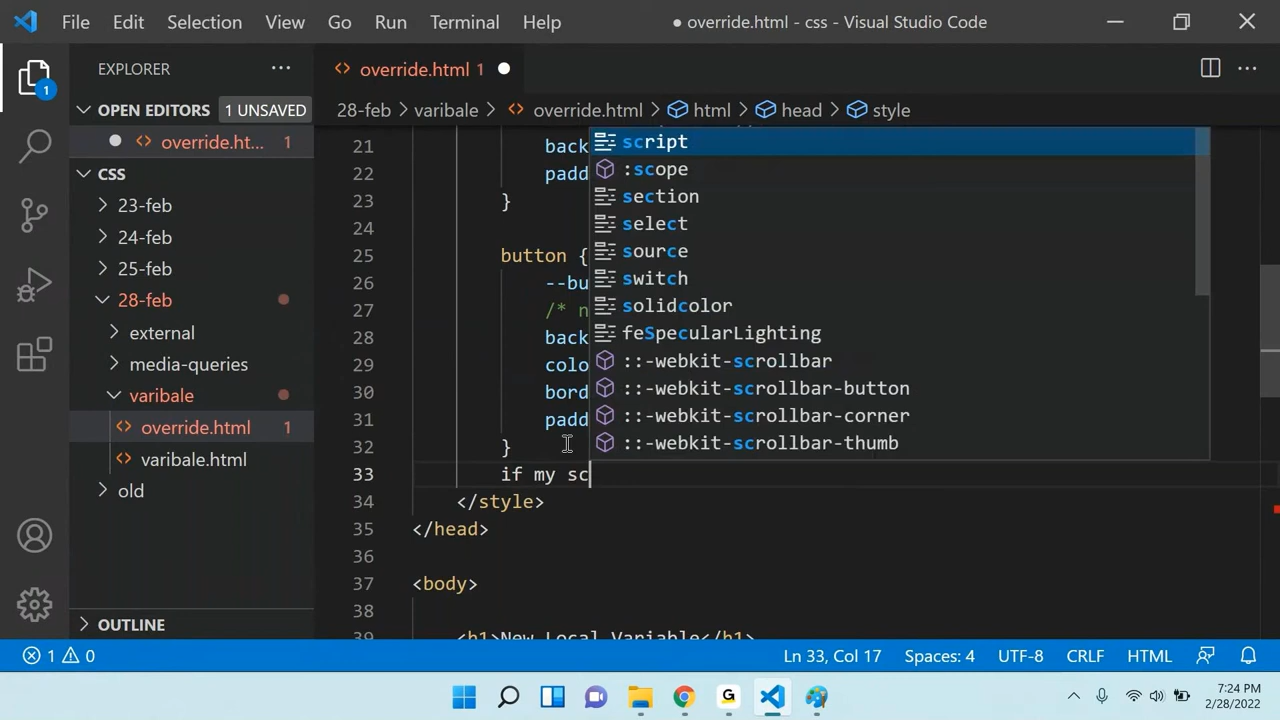 File Edit Selection View Go Run Terminal Help
● override.html - css - Visual Studio Code
EXPLORER
override.html 1
OPEN EDITORS 1 UNSAVED
override.ht... 1
28-feb > varibale > override.html > html > head > style
CSS
23-feb
24-feb
25-feb
28-feb
external
media-queries
varibale
override.html 1
varibale.html
old
OUTLINE
1
21 back
22 padd
23 }
24
25 button {
26 --bu
27 /* n
28 back
29 colo
30 bord
31 padd
32 }
33 if my sc
34 </style>
35 </head>
36
37 <body>
38
39 <h1>New Local Variable</h1>
script
:scope
section
select
source
switch
solidcolor
feSpecularLighting
::-webkit-scrollbar
::-webkit-scrollbar-button
::-webkit-scrollbar-corner
::-webkit-scrollbar-thumb
1 0
Ln 33, Col 17 Spaces: 4 UTF-8 CRLF HTML
G
7:24 PM
2/28/2022